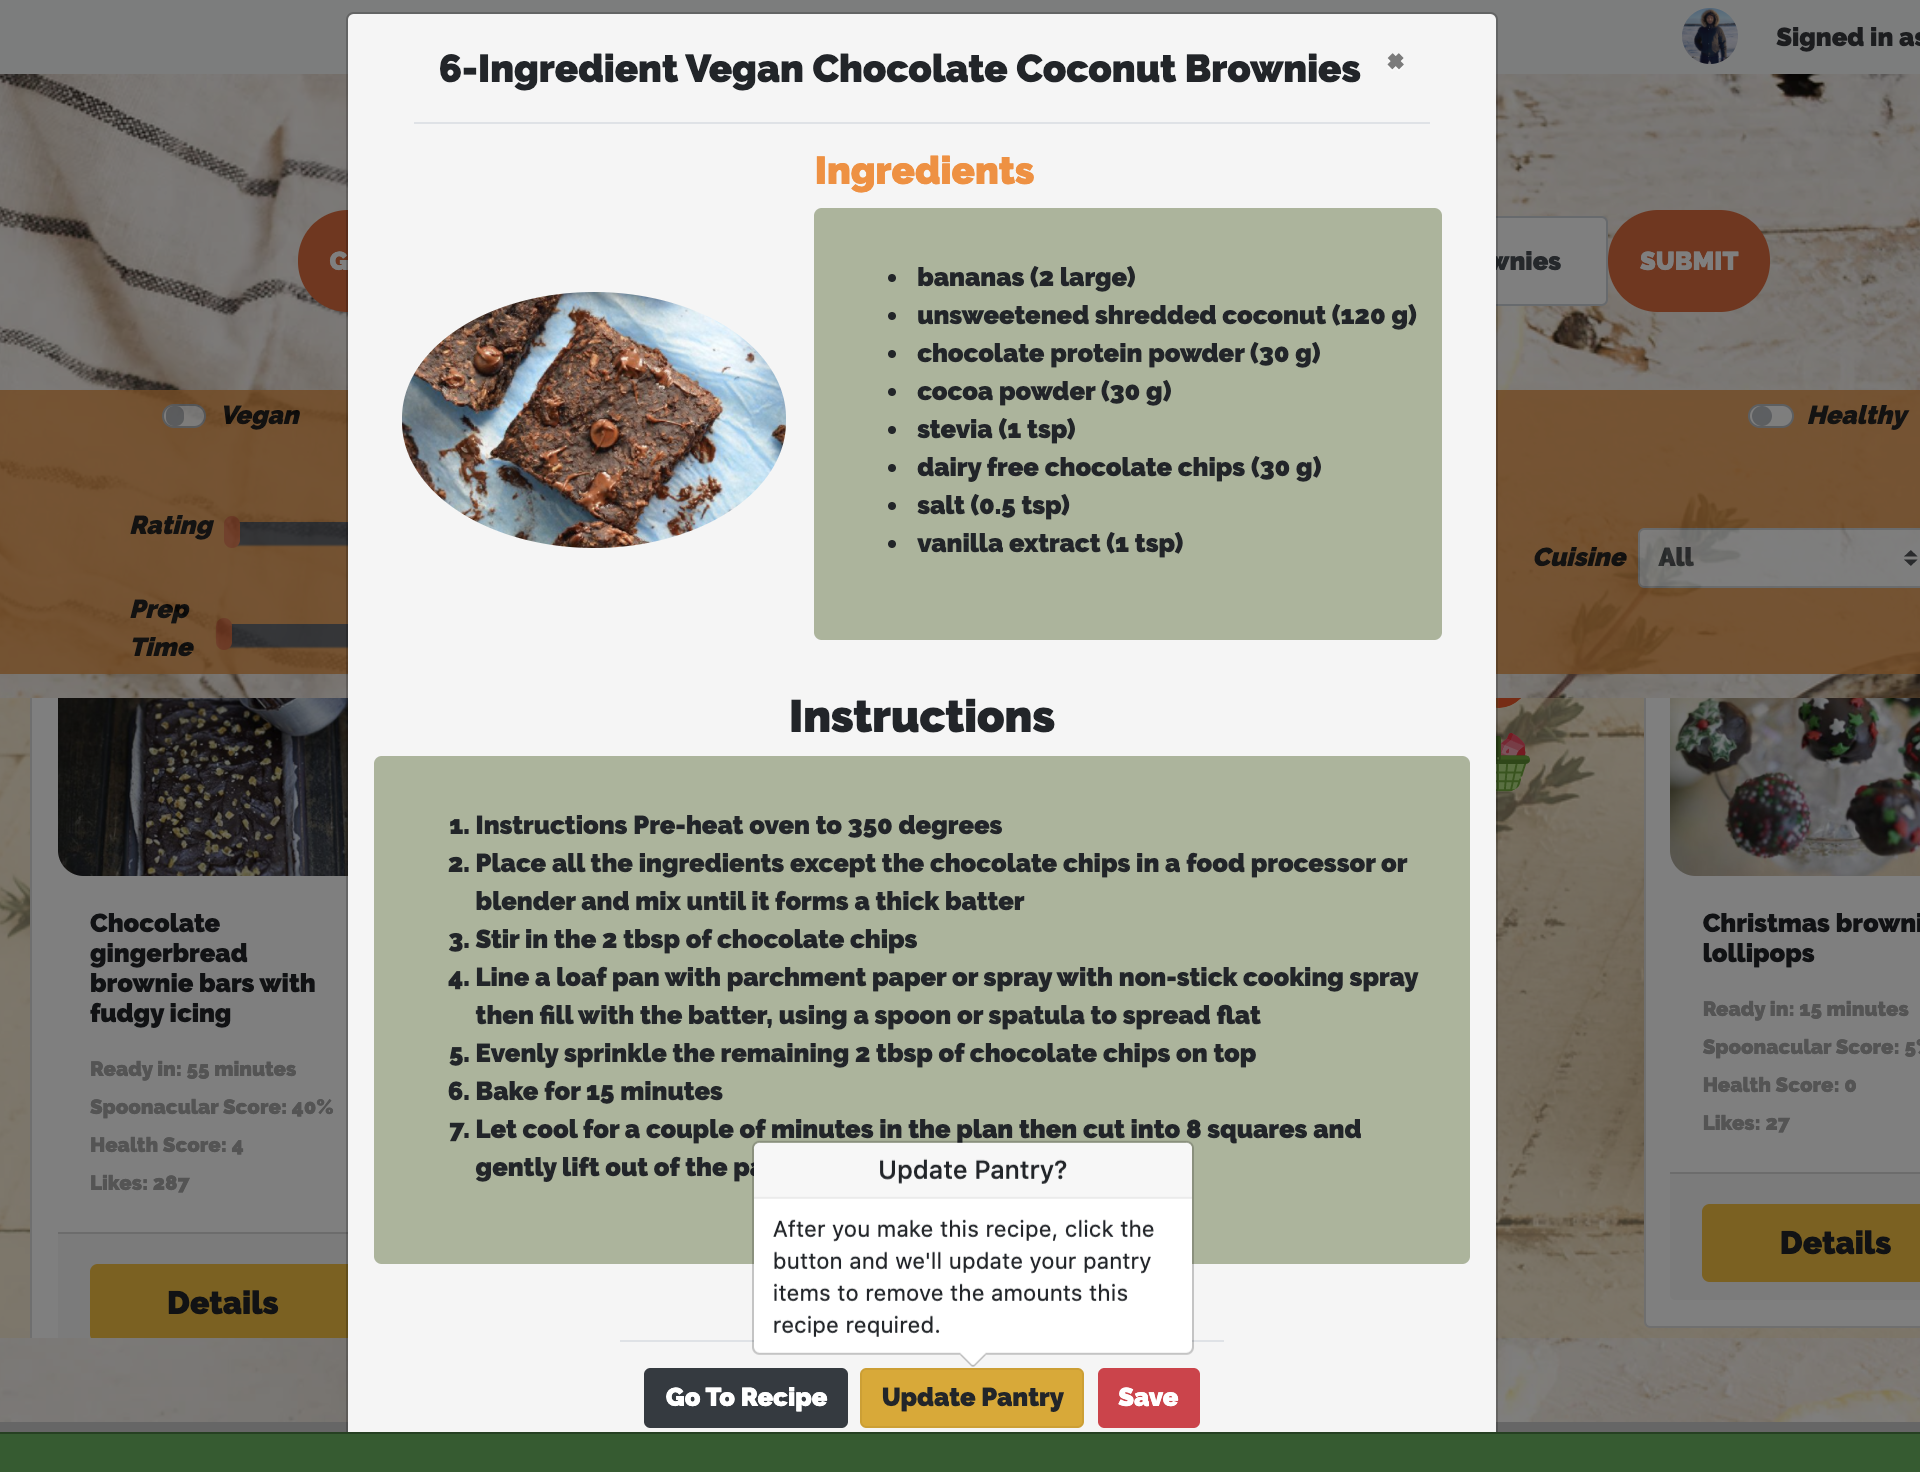 6-Ingredient Vegan Chocolate Coconut Brownies
Signed in as
Ingredients
bananas (2 large)
unsweetened shredded coconut (120 g)
chocolate protein powder (30 g)
cocoa powder (30 g)
stevia (1 tsp)
dairy free chocolate chips (30 g)
salt (0.5 tsp)
vanilla extract (1 tsp)
SUBMIT
Vegan
Healthy
Rating
Cuisine
All
Prep
Time
Instructions
1. Instructions Pre-heat oven to 350 degrees
2. Place all the ingredients except the chocolate chips in a food processor or
blender and mix until it forms a thick batter
3. Stir in the 2 tbsp of chocolate chips
4. Line a loaf pan with parchment paper or spray with non-stick cooking spray
then fill with the batter, using a spoon or spatula to spread flat
5. Evenly sprinkle the remaining 2 tbsp of chocolate chips on top
6. Bake for 15 minutes
7. Let cool for a couple of minutes in the plan then cut into 8 squares and
gently lift out of the
Update Pantry?
After you make this recipe, click the
button and we'll update your pantry
items to remove the amounts this
recipe required.
Go To Recipe
Update Pantry
Save
Chocolate
gingerbread
brownie bars with
fudgy icing
Ready in: 55 minutes
Spoonacular Score: 40%
Health Score: 4
Likes: 287
Details
Christmas browni
lollipops
Ready in: 15 minutes
Spoonacular Score: 5
Health Score: 0
Likes: 27
Details